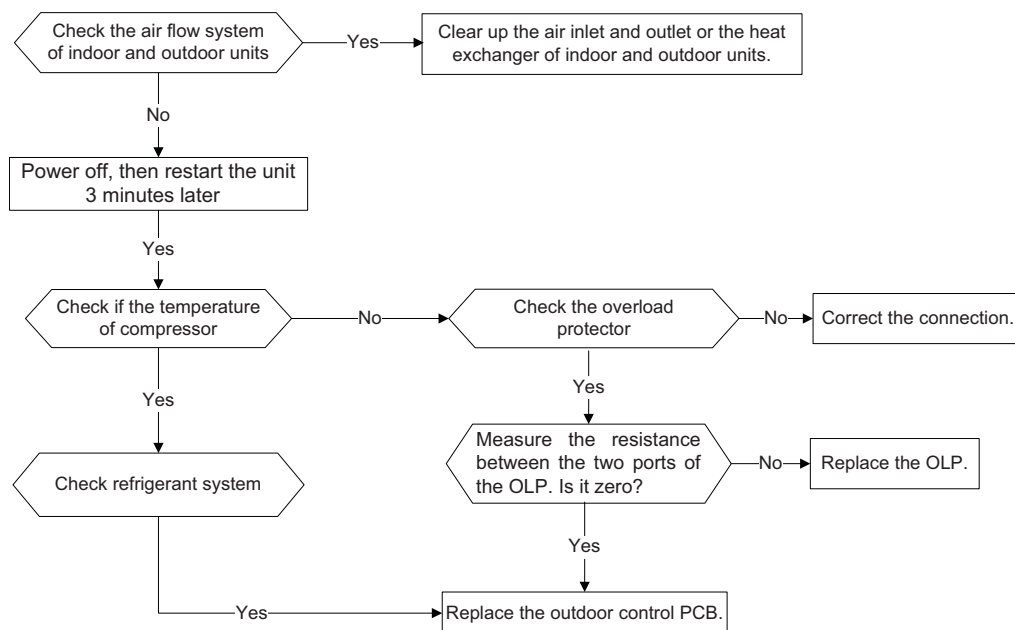 Check the air flow system
of indoor and outdoor units
Yes
Clear up the air inlet and outlet or the heat
exchanger of indoor and outdoor units.
No
Power off, then restart the unit
3 minutes later
Yes
Check if the temperature
of compressor
No
Check the overload
protector
No
Correct the connection.
Yes
Yes
Measure the resistance
between the two ports of
the OLP. Is it zero?
No
Replace the OLP.
Check refrigerant system
Yes
Yes
Replace the outdoor control PCB.